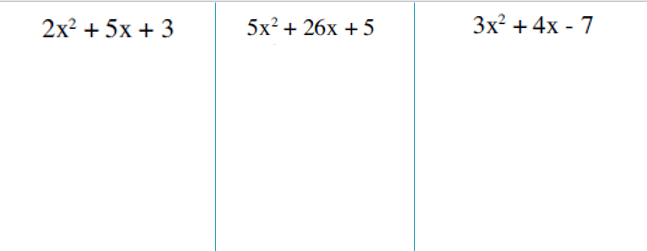 2x² + 5x + 3
5x² + 26x + 5
3x² + 4x - 7